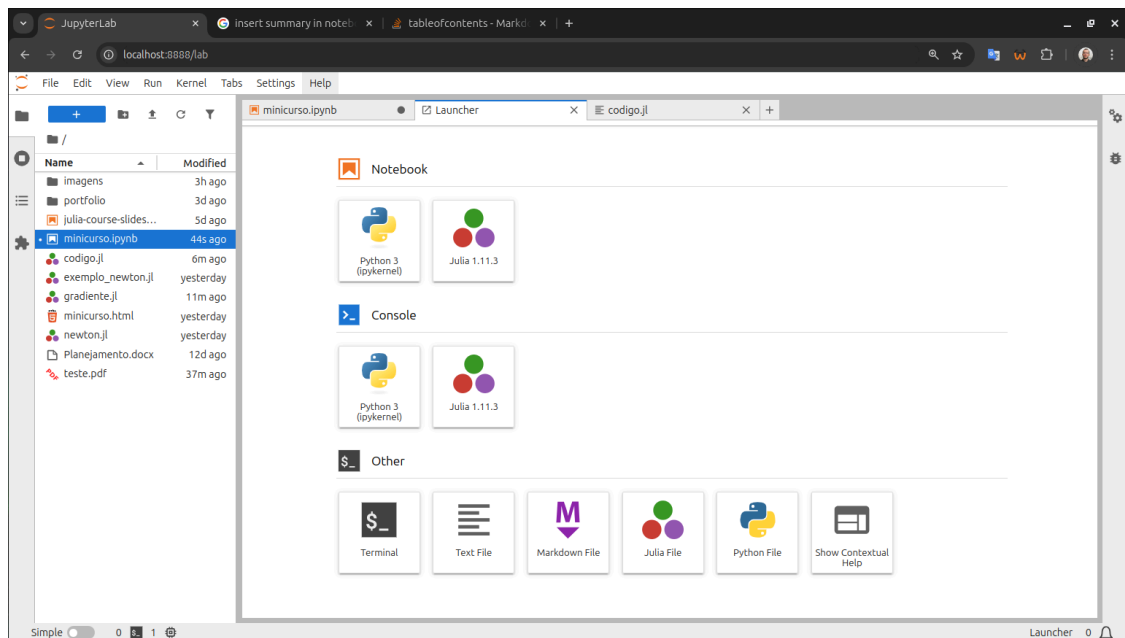 JupyterLab
insert summary in noteb
tableofcontents - Markd
localhost:8888/lab
File Edit View Run Kernel Tabs Settings Help
minicurso.ipynb
Launcher
codigo.jl
/
Name Modified
imagens 3h ago
portfolio 3d ago
julia-course-slides... 5d ago
minicurso.ipynb 44s ago
codigo.jl 6m ago
exemplo_newton.jl yesterday
gradiente.jl 11m ago
minicurso.html yesterday
newton.jl yesterday
Planejamento.docx 12d ago
teste.pdf 37m ago
Notebook
Python 3
(ipykernel)
Julia 1.11.3
Console
Python 3
(ipykernel)
Julia 1.11.3
$_ Other
$_
Terminal
Text File
M
Markdown File
Julia File
Python File
Show Contextual
Help
Simple 0 $_ 1
Launcher 0